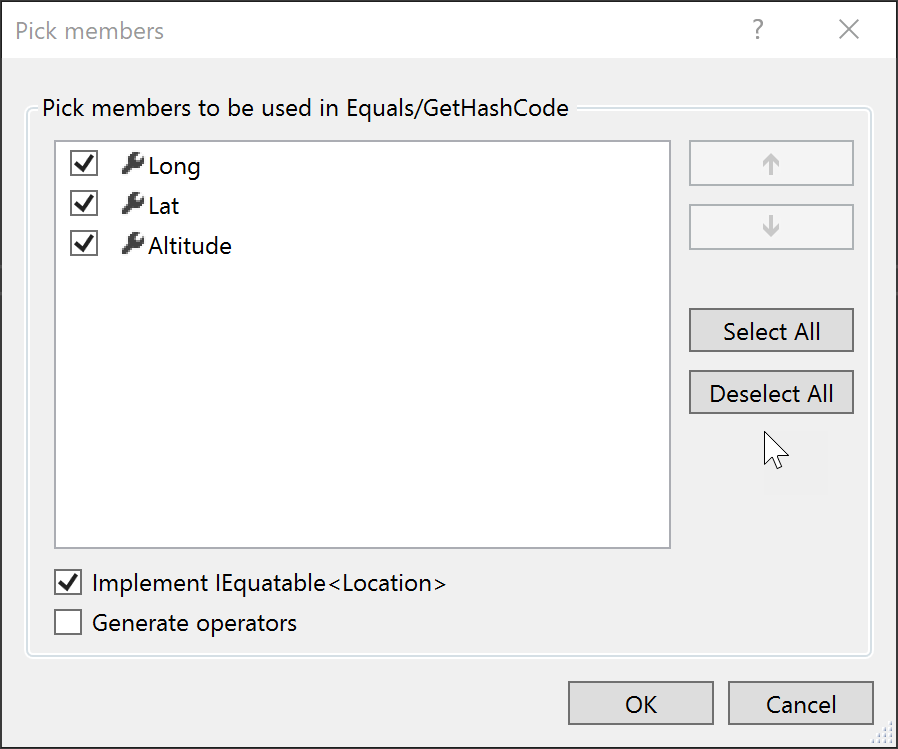 Pick members
?
Pick members to be used in Equals/GetHashCode
Long
Lat
Altitude
Select All
Deselect All
Implement IEquatable<Location>
Generate operators
OK
Cancel